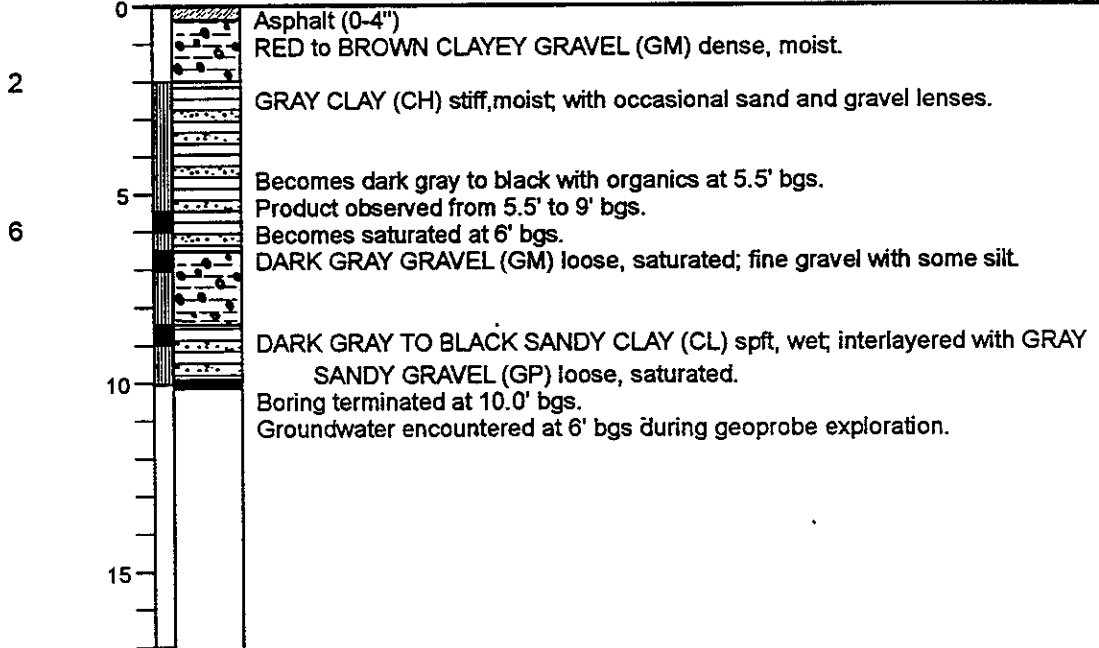 0
Asphalt (0-4")
RED to BROWN CLAYEY GRAVEL (GM) dense, moist.
2
GRAY CLAY (CH) stiff,moist; with occasional sand and gravel lenses.
Becomes dark gray to black with organics at 5.5' bgs.
5
Product observed from 5.5' to 9' bgs.
6
Becomes saturated at 6' bgs.
DARK GRAY GRAVEL (GM) loose, saturated; fine gravel with some silt.
DARK GRAY TO BLACK SANDY CLAY (CL) spft, wet; interlayered with GRAY
SANDY GRAVEL (GP) loose, saturated.
10
Boring terminated at 10.0' bgs.
Groundwater encountered at 6' bgs during geoprobe exploration.
15